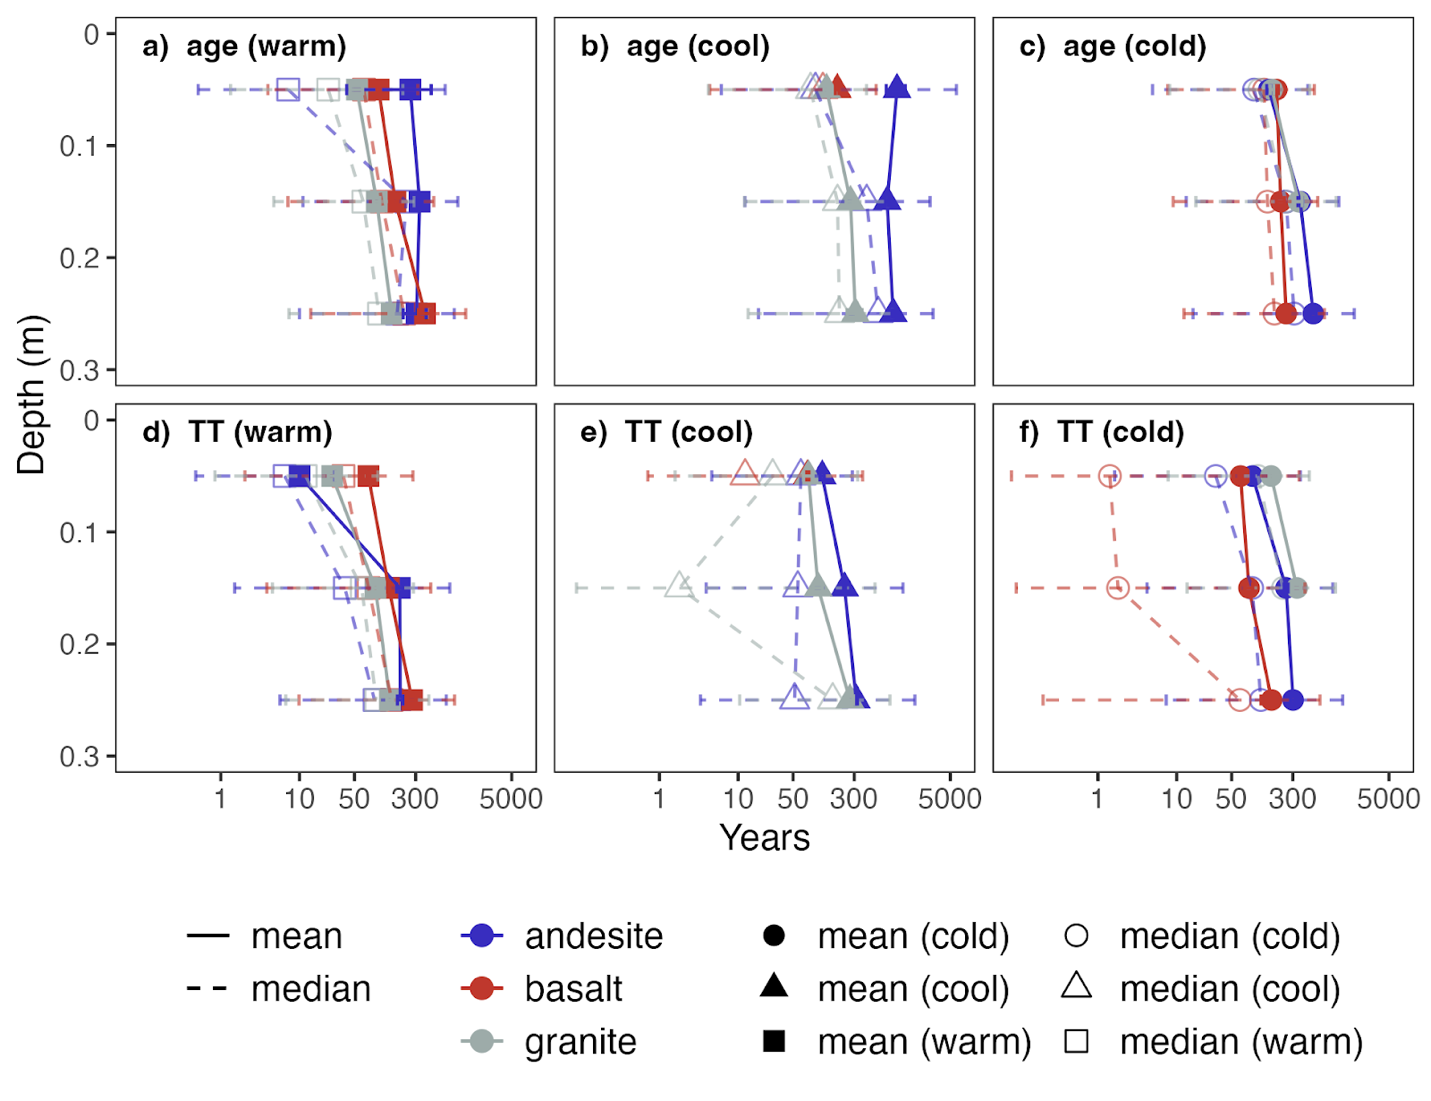 a) age (warm)
b) age (cool)
c) age (cold)
0
0.1
0.2
0.3
d) TT (warm)
e) TT (cool)
f) TT (cold)
0
0.1
0.2
0.3
Depth (m)
1 10 50 300 5000
1 10 50 300 5000
1 10 50 300 5000
Years
mean
median
andesite
basalt
granite
mean (cold)
mean (cool)
mean (warm)
median (cold)
median (cool)
median (warm)